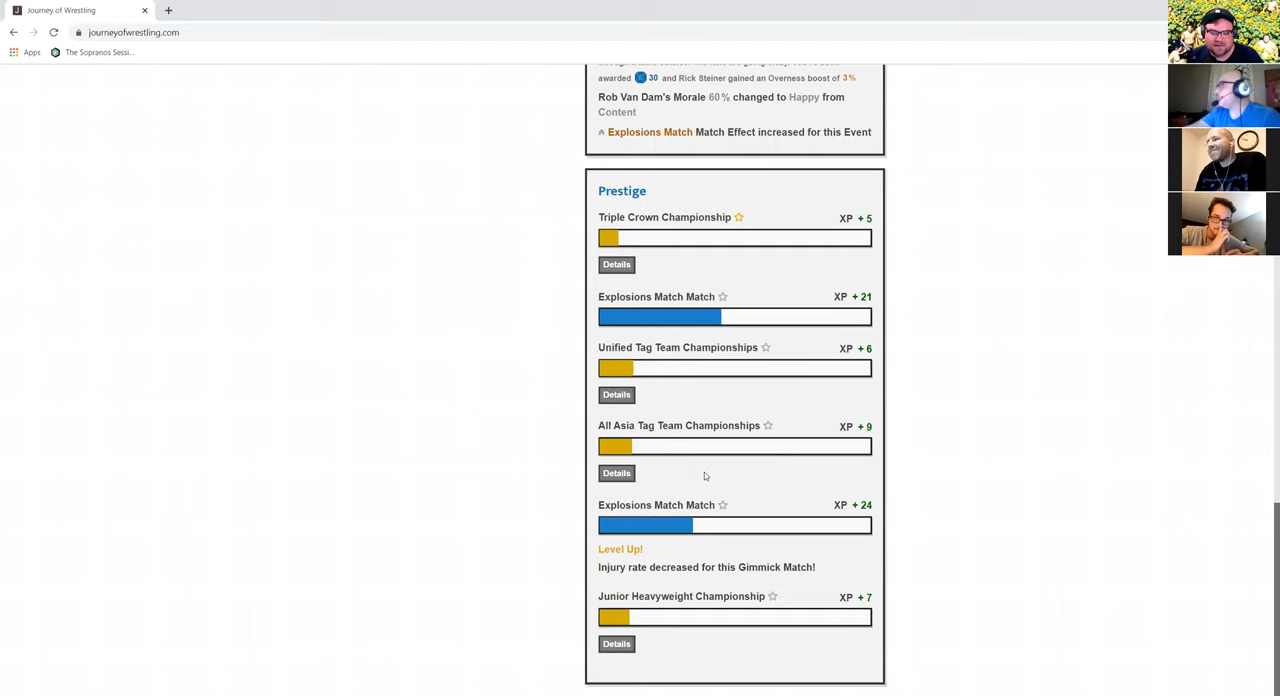 Journey of Wrestling
journeyofwrestling.com
Apps
The Sopranos Sessi...
awarded 30 and Rick Steiner gained an Overness boost of 3%
Rob Van Dam's Morale 60% changed to Happy from
Content
Explosions Match Match Effect increased for this Event
Prestige
Triple Crown Championship XP + 5
Details
Explosions Match Match XP + 21
Unified Tag Team Championships XP + 6
Details
All Asia Tag Team Championships XP + 9
Details
Explosions Match Match XP + 24
Level Up!
Injury rate decreased for this Gimmick Match!
Junior Heavyweight Championship XP + 7
Details